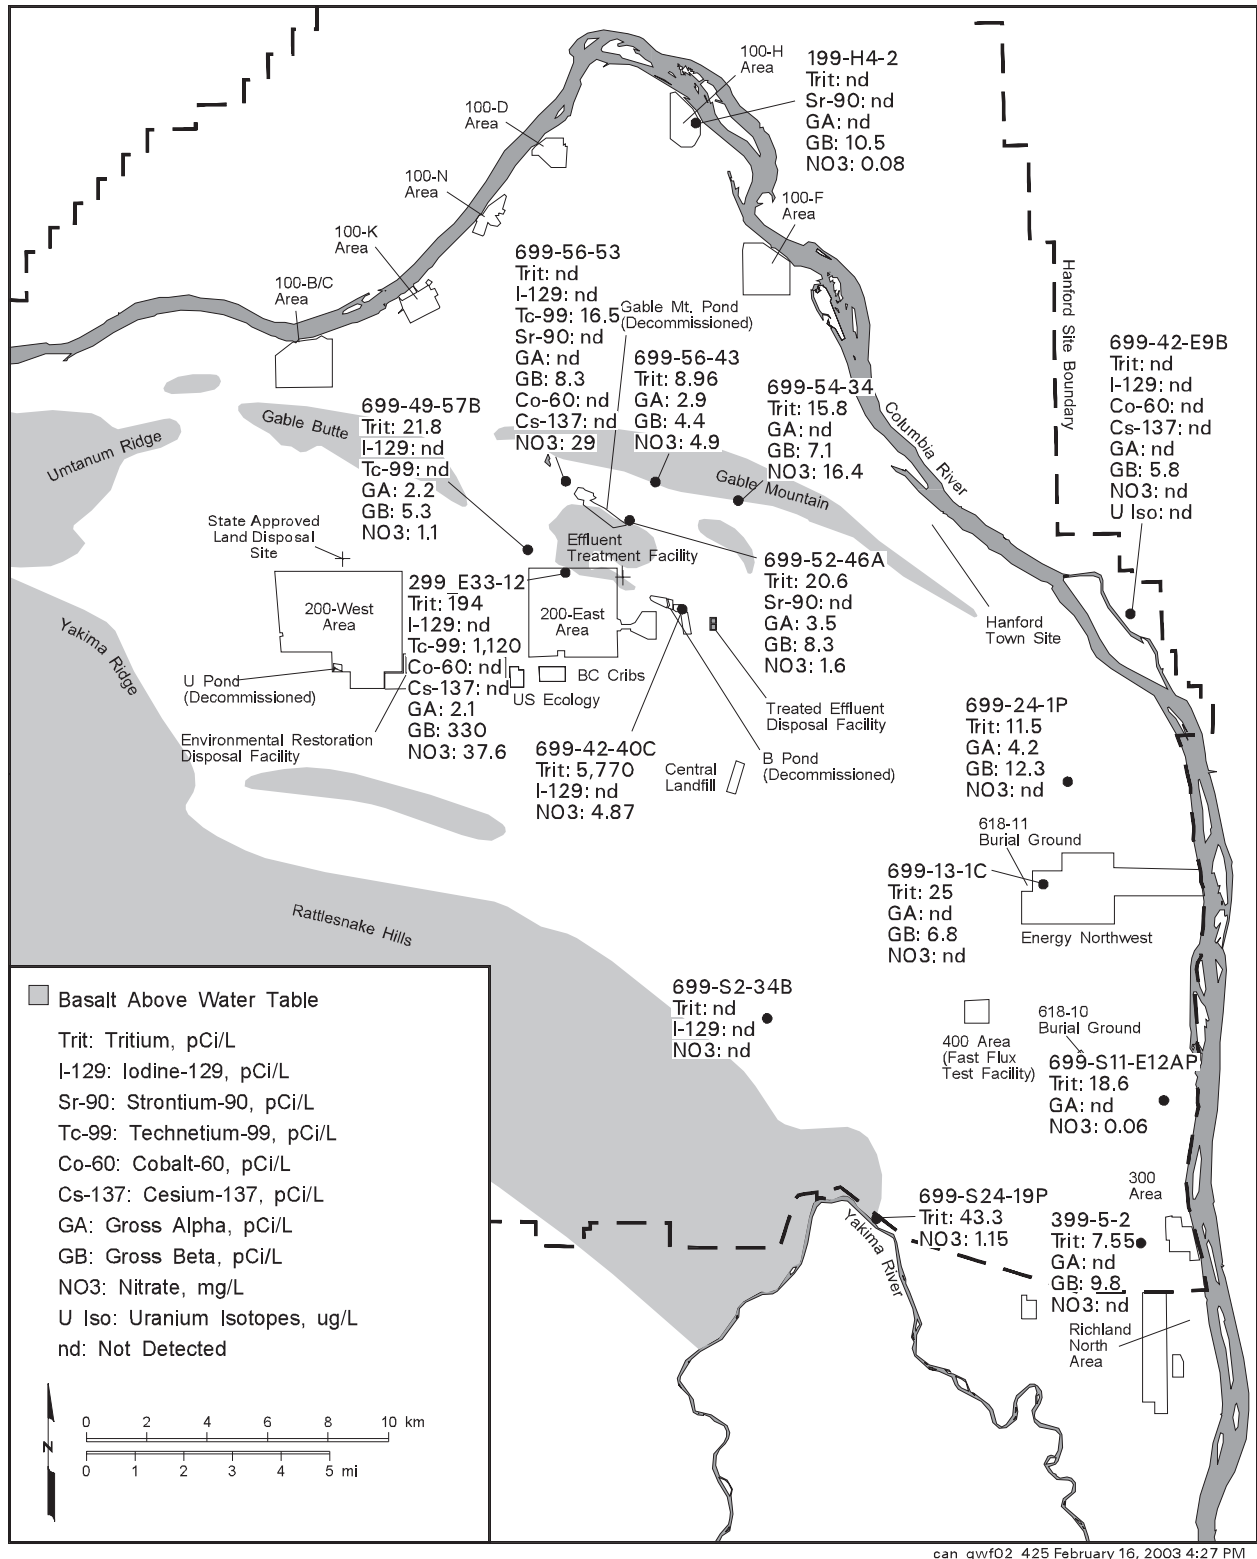 100-H
Area
199-H4-2
Trit: nd
Sr-90: nd
GA: nd
GB: 10.5
NO3: 0.08
100-D
Area
100-N
Area
100-F
Area
100-K
Area
100-B/C
Area
699-56-53
Trit: nd
I-129: nd
Tc-99: 16.5
Sr-90: nd
GA: nd
GB: 8.3
Co-60: nd
Cs-137: nd
NO3: 29
Gable Mt. Pond
(Decommissioned)
699-56-43
Trit: 8.96
GA: 2.9
GB: 4.4
NO3: 4.9
699-54-34
Trit: 15.8
GA: nd
GB: 7.1
NO3: 16.4
Hanford Site Boundary
699-42-E9B
Trit: nd
I-129: nd
Co-60: nd
Cs-137: nd
GA: nd
GB: 5.8
NO3: nd
U Iso: nd
Columbia River
699-49-57B
Trit: 21.8
I-129: nd
Tc-99: nd
GA: 2.2
GB: 5.3
NO3: 1.1
Gable Butte
Umtanum Ridge
Gable Mountain
State Approved
Land Disposal
Site
Effluent
Treatment Facility
699-52-46A
Trit: 20.6
Sr-90: nd
GA: 3.5
GB: 8.3
NO3: 1.6
299_E33-12
Trit: 194
I-129: nd
Tc-99: 1,120
Co-60: nd
Cs-137: nd
GA: 2.1
GB: 330
NO3: 37.6
200-West
Area
200-East
Area
Hanford
Town Site
Yakima Ridge
U Pond
(Decommissioned)
BC Cribs
US Ecology
Environmental Restoration
Disposal Facility
Treated Effluent
Disposal Facility
699-42-40C
Trit: 5,770
I-129: nd
NO3: 4.87
Central
Landfill
B Pond
(Decommissioned)
699-24-1P
Trit: 11.5
GA: 4.2
GB: 12.3
NO3: nd
618-11
Burial Ground
699-13-1C
Trit: 25
GA: nd
GB: 6.8
NO3: nd
Energy Northwest
Rattlesnake Hills
699-S2-34B
Trit: nd
I-129: nd
NO3: nd
400 Area
(Fast Flux
Test Facility)
618-10
Burial Ground
699-S11-E12AP
Trit: 18.6
GA: nd
NO3: 0.06
300
Area
699-S24-19P
Trit: 43.3
NO3: 1.15
Yakima River
399-5-2
Trit: 7.55
GA: nd
GB: 9.8
NO3: nd
Richland
North
Area
Basalt Above Water Table
Trit: Tritium, pCi/L
I-129: Iodine-129, pCi/L
Sr-90: Strontium-90, pCi/L
Tc-99: Technetium-99, pCi/L
Co-60: Cobalt-60, pCi/L
Cs-137: Cesium-137, pCi/L
GA: Gross Alpha, pCi/L
GB: Gross Beta, pCi/L
NO3: Nitrate, mg/L
U Iso: Uranium Isotopes, ug/L
nd: Not Detected
N
0 2 4 6 8 10 km
0 1 2 3 4 5 mi
can_gwf02_425 February 16, 2003 4:27 PM